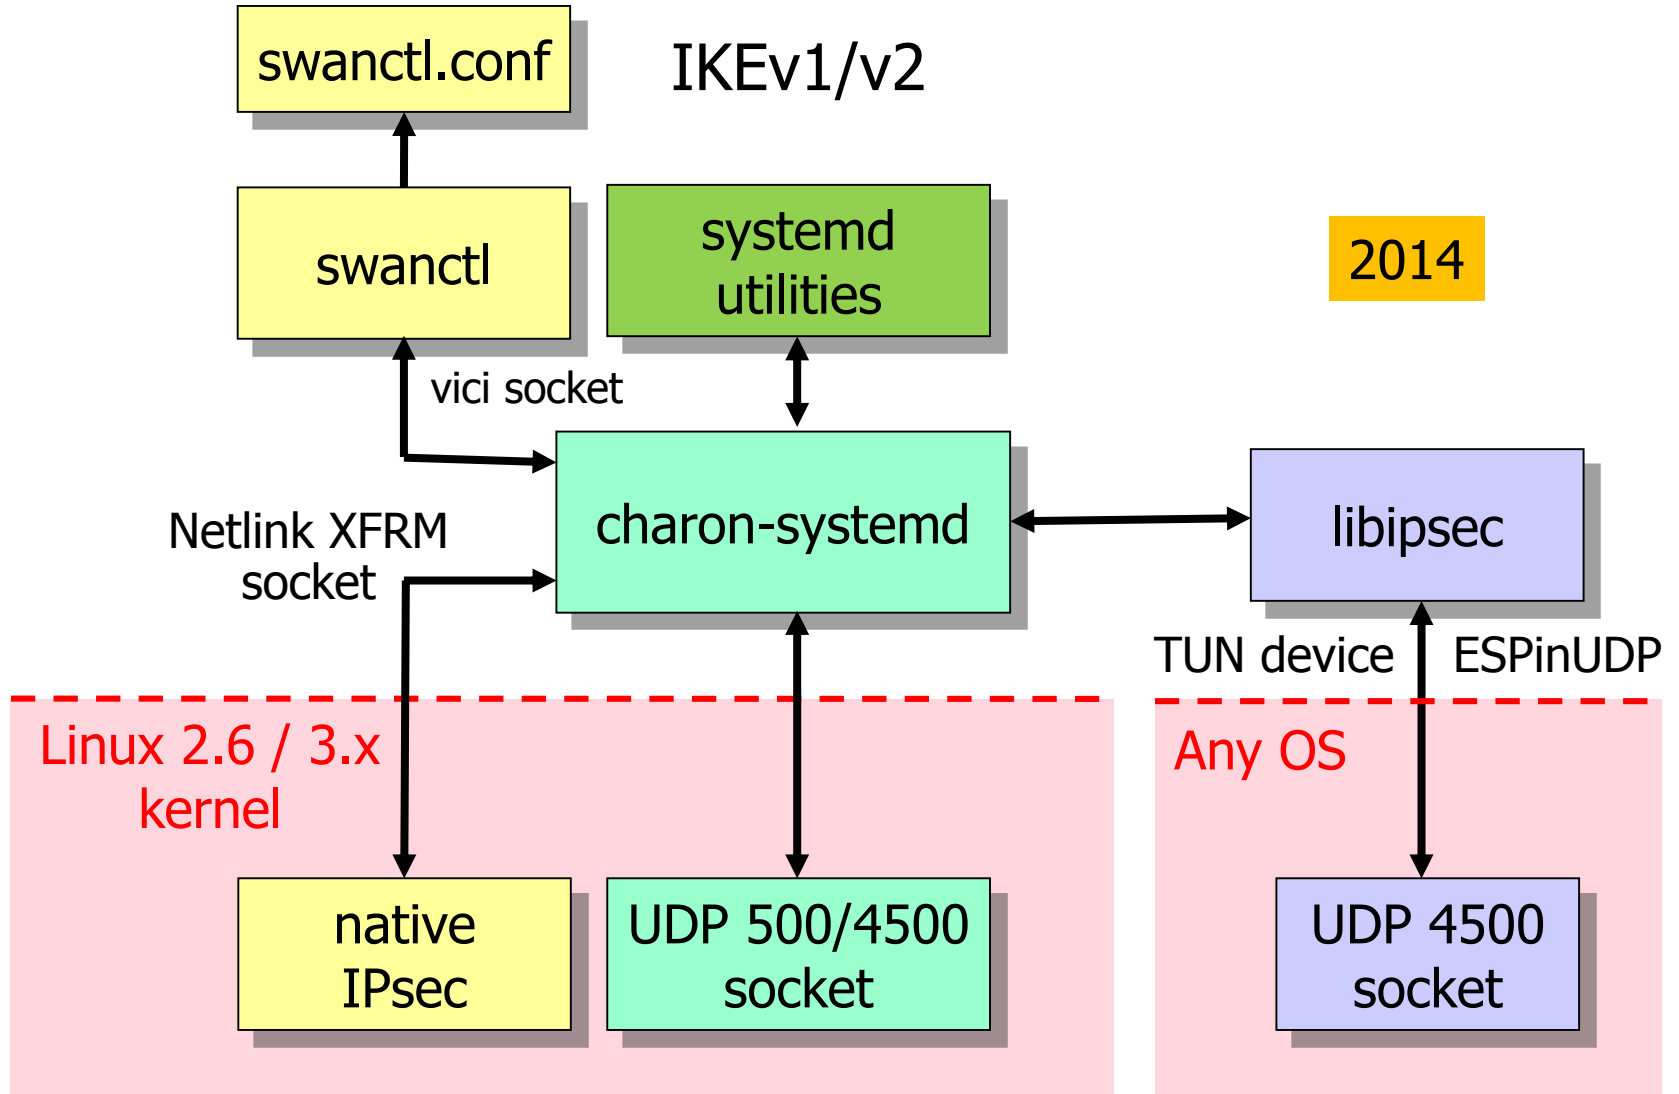 swanctl.conf
IKEv1/v2
swanctl
systemd
utilities
2014
vici socket
Netlink XFRM
socket
charon-systemd
libipsec
TUN device
ESPinUDP
Linux 2.6 / 3.x
kernel
Any OS
native
IPsec
UDP 500/4500
socket
UDP 4500
socket